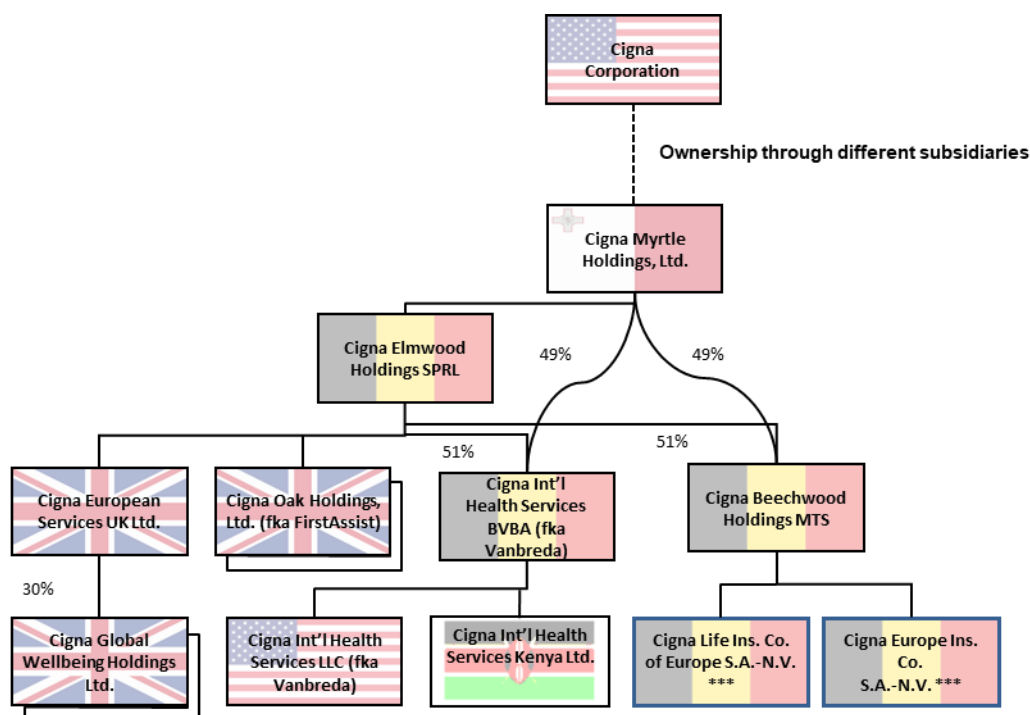 Cigna
Corporation
Ownership through different subsidiaries
Cigna Myrtle
Holdings, Ltd.
Cigna Elmwood
Holdings SPRL
49%
49%
51%
51%
Cigna European
Services UK Ltd.
Cigna Oak Holdings,
Ltd. (fka FirstAssist)
Cigna Int'l
Health Services
BVBA (fka
Vanbreda)
Cigna Beechwood
Holdings MTS
30%
Cigna Global
Wellbeing Holdings
Ltd.
Cigna Int'l Health
Services LLC (fka
Vanbreda)
Cigna Int'l Health
Services Kenya Ltd.
Cigna Life Ins. Co.
of Europe S.A.-N.V.
***
Cigna Europe Ins.
Co.
S.A.-N.V. ***